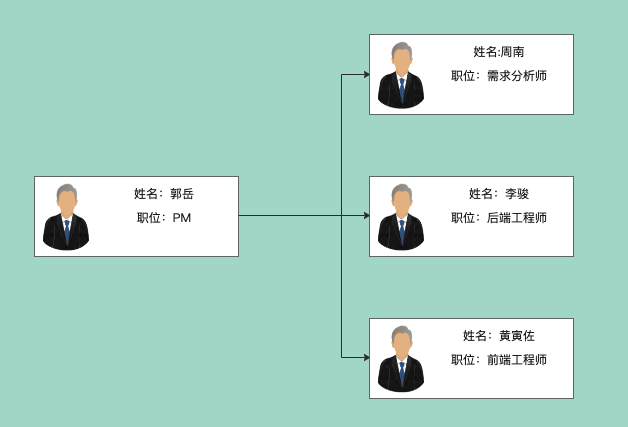 姓名:周南
职位：需求分析师
姓名：郭岳
职位：PM
姓名：李骏
职位：后端工程师
姓名：黄寅佐
职位：前端工程师